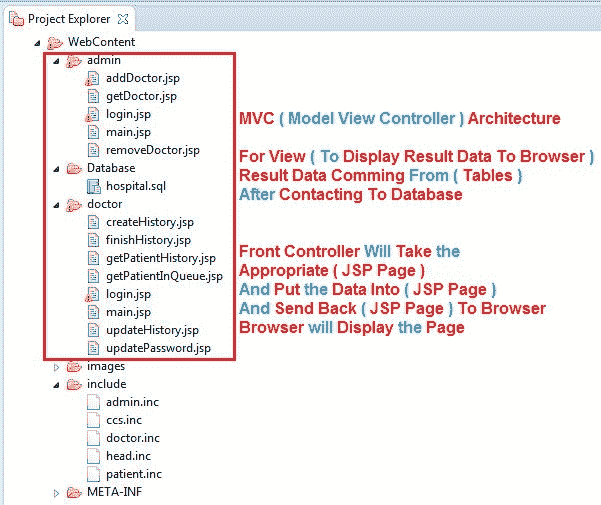 Project Explorer
WebContent
admin
addDoctor.jsp
getDoctor.jsp
login.jsp
main.jsp
removeDoctor.jsp
Database
hospital.sql
doctor
createHistory.jsp
finishHistory.jsp
getPatientHistory.jsp
getPatientInQueue.jsp
login.jsp
main.jsp
updateHistory.jsp
updatePassword.jsp
images
include
admin.inc
ccs.inc
doctor.inc
head.inc
patient.inc
META-INF
MVC ( Model View Controller ) Architecture
For View ( To Display Result Data To Browser )
Result Data Comming From ( Tables )
After Contacting To Database
Front Controller Will Take the
Appropriate ( JSP Page )
And Put the Data Into ( JSP Page )
And Send Back ( JSP Page ) To Browser
Browser will Display the Page